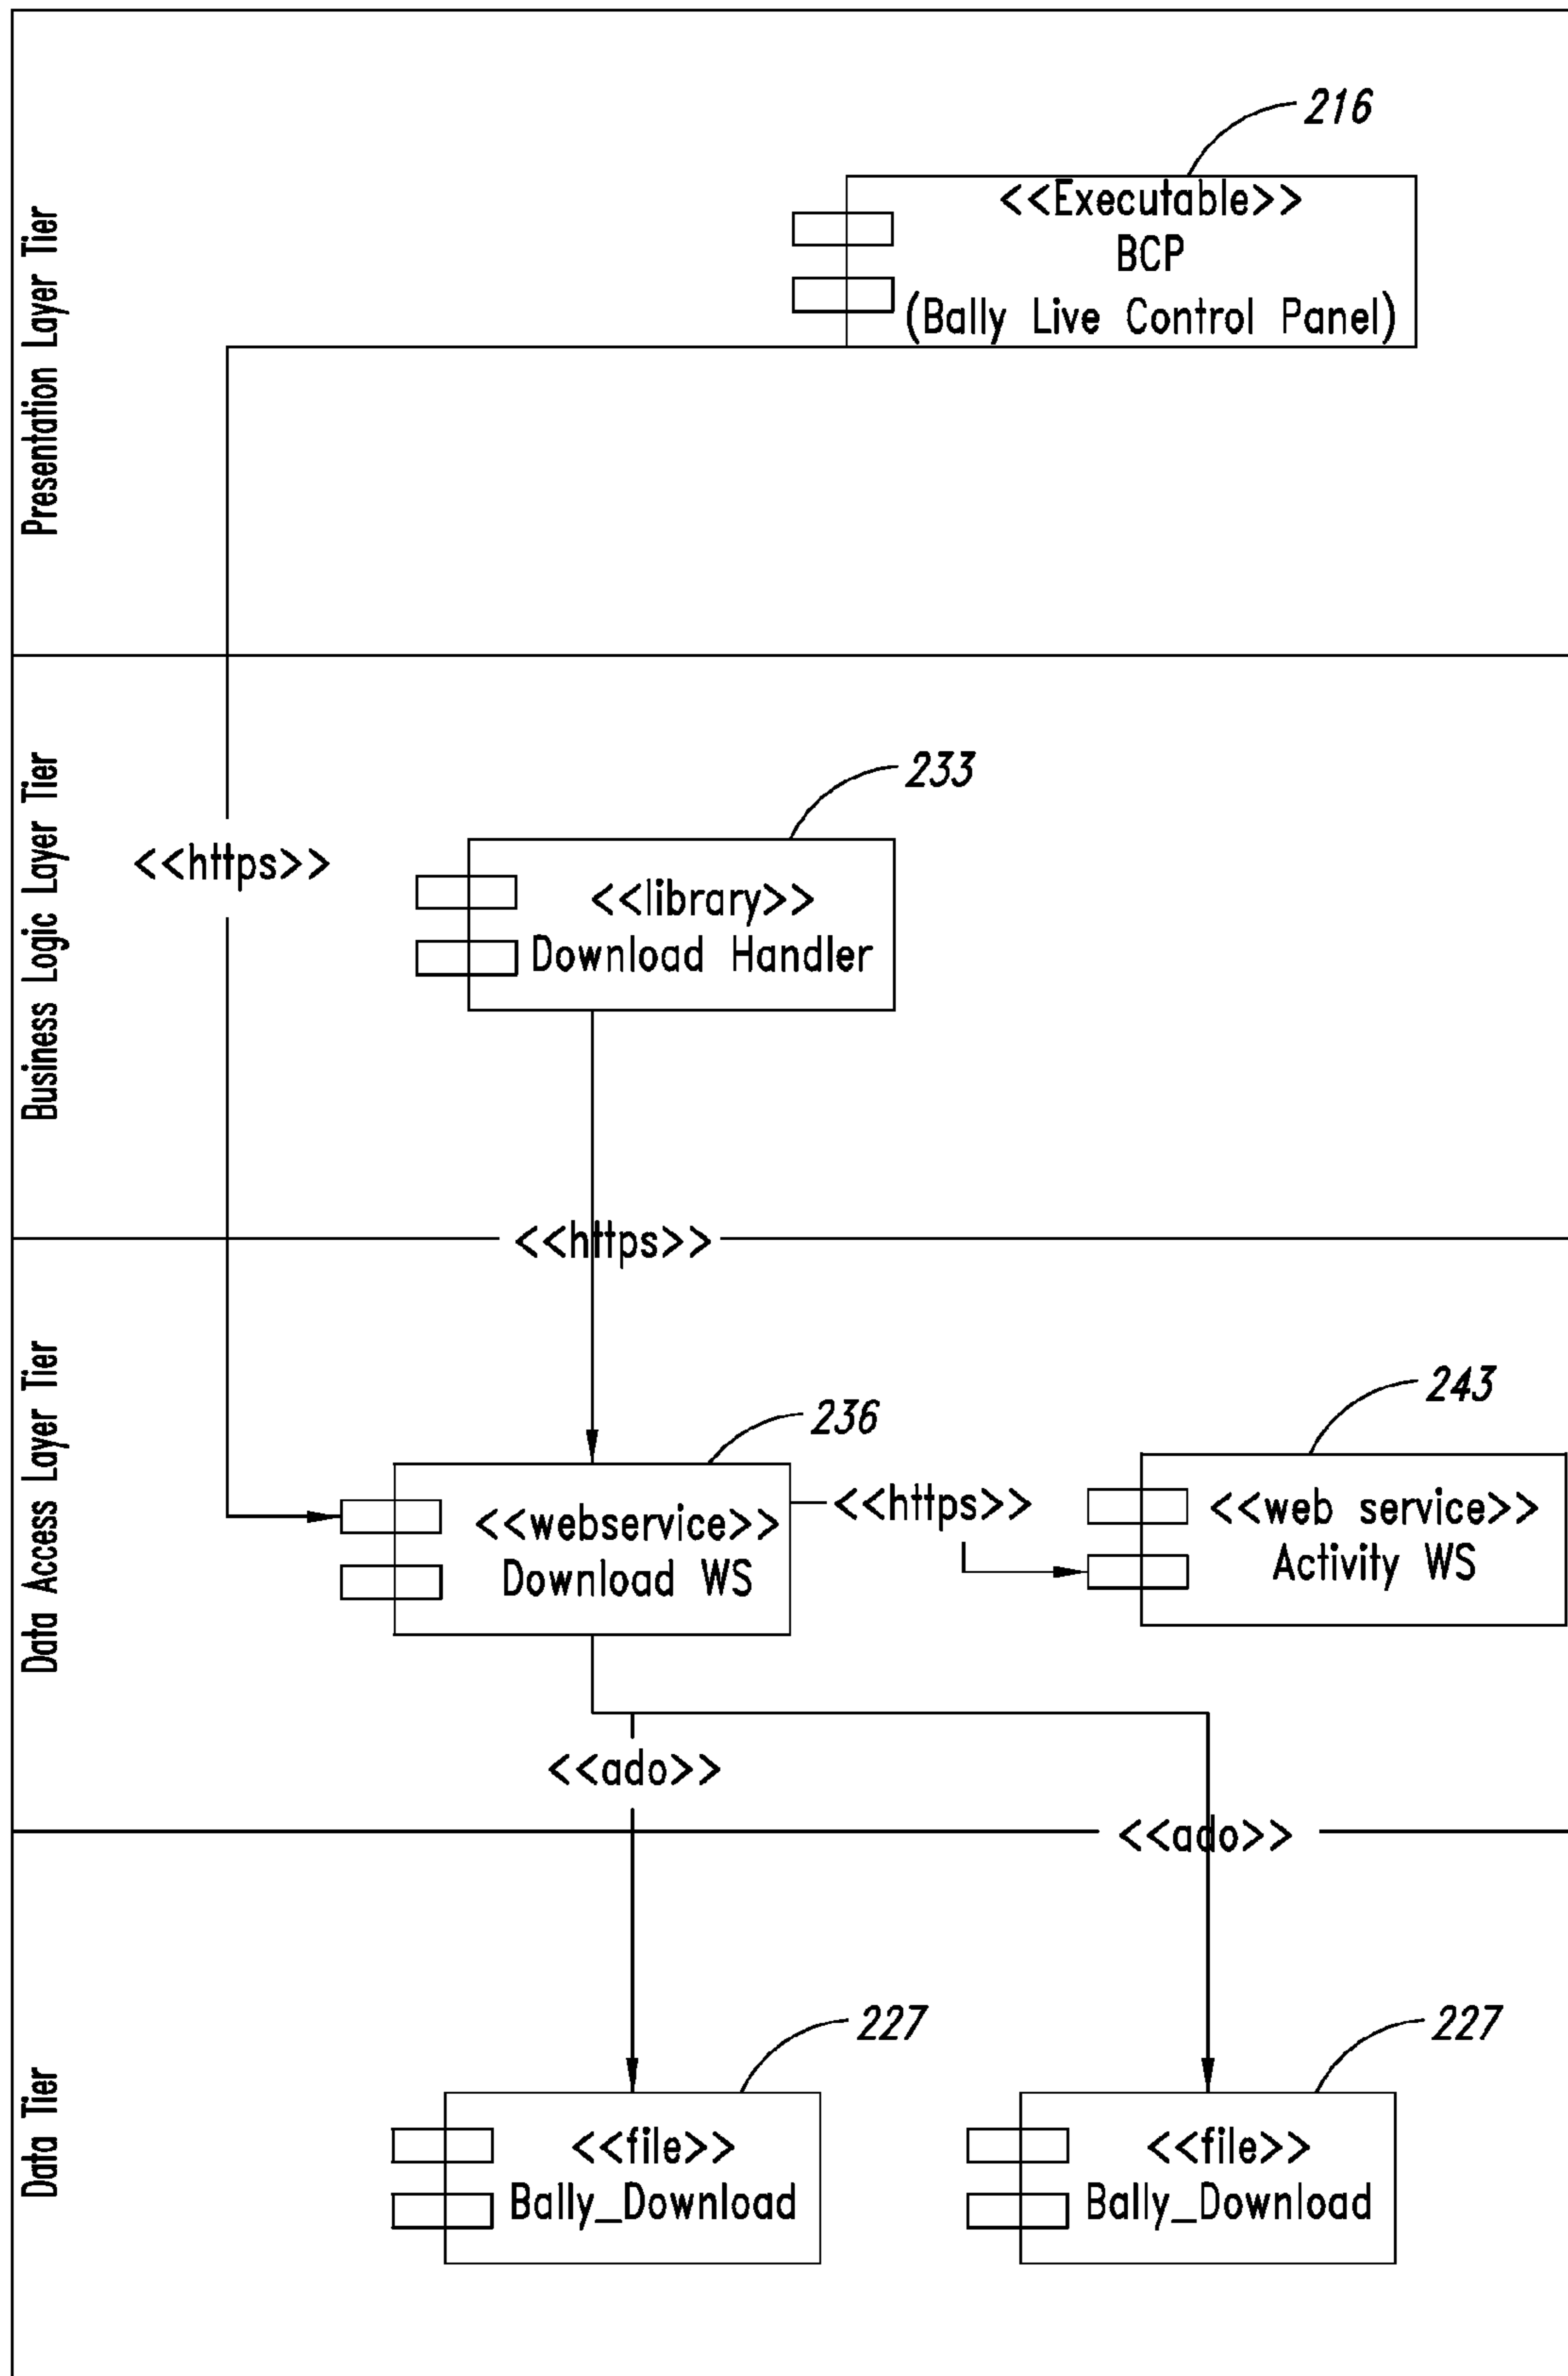 Presentation Layer Tier
216
<<Executable>>
BCP
(Bally Live Control Panel)
Business Logic Layer Tier
233
<<https>>
<<library>>
Download Handler
<<https>>
Data Access Layer Tier
236
243
<<webservice>>
Download WS
<<https>>
<<web service>>
Activity WS
<<ado>>
<<ado>>
Data Tier
227
227
<<file>>
Bally_Download
<<file>>
Bally_Download